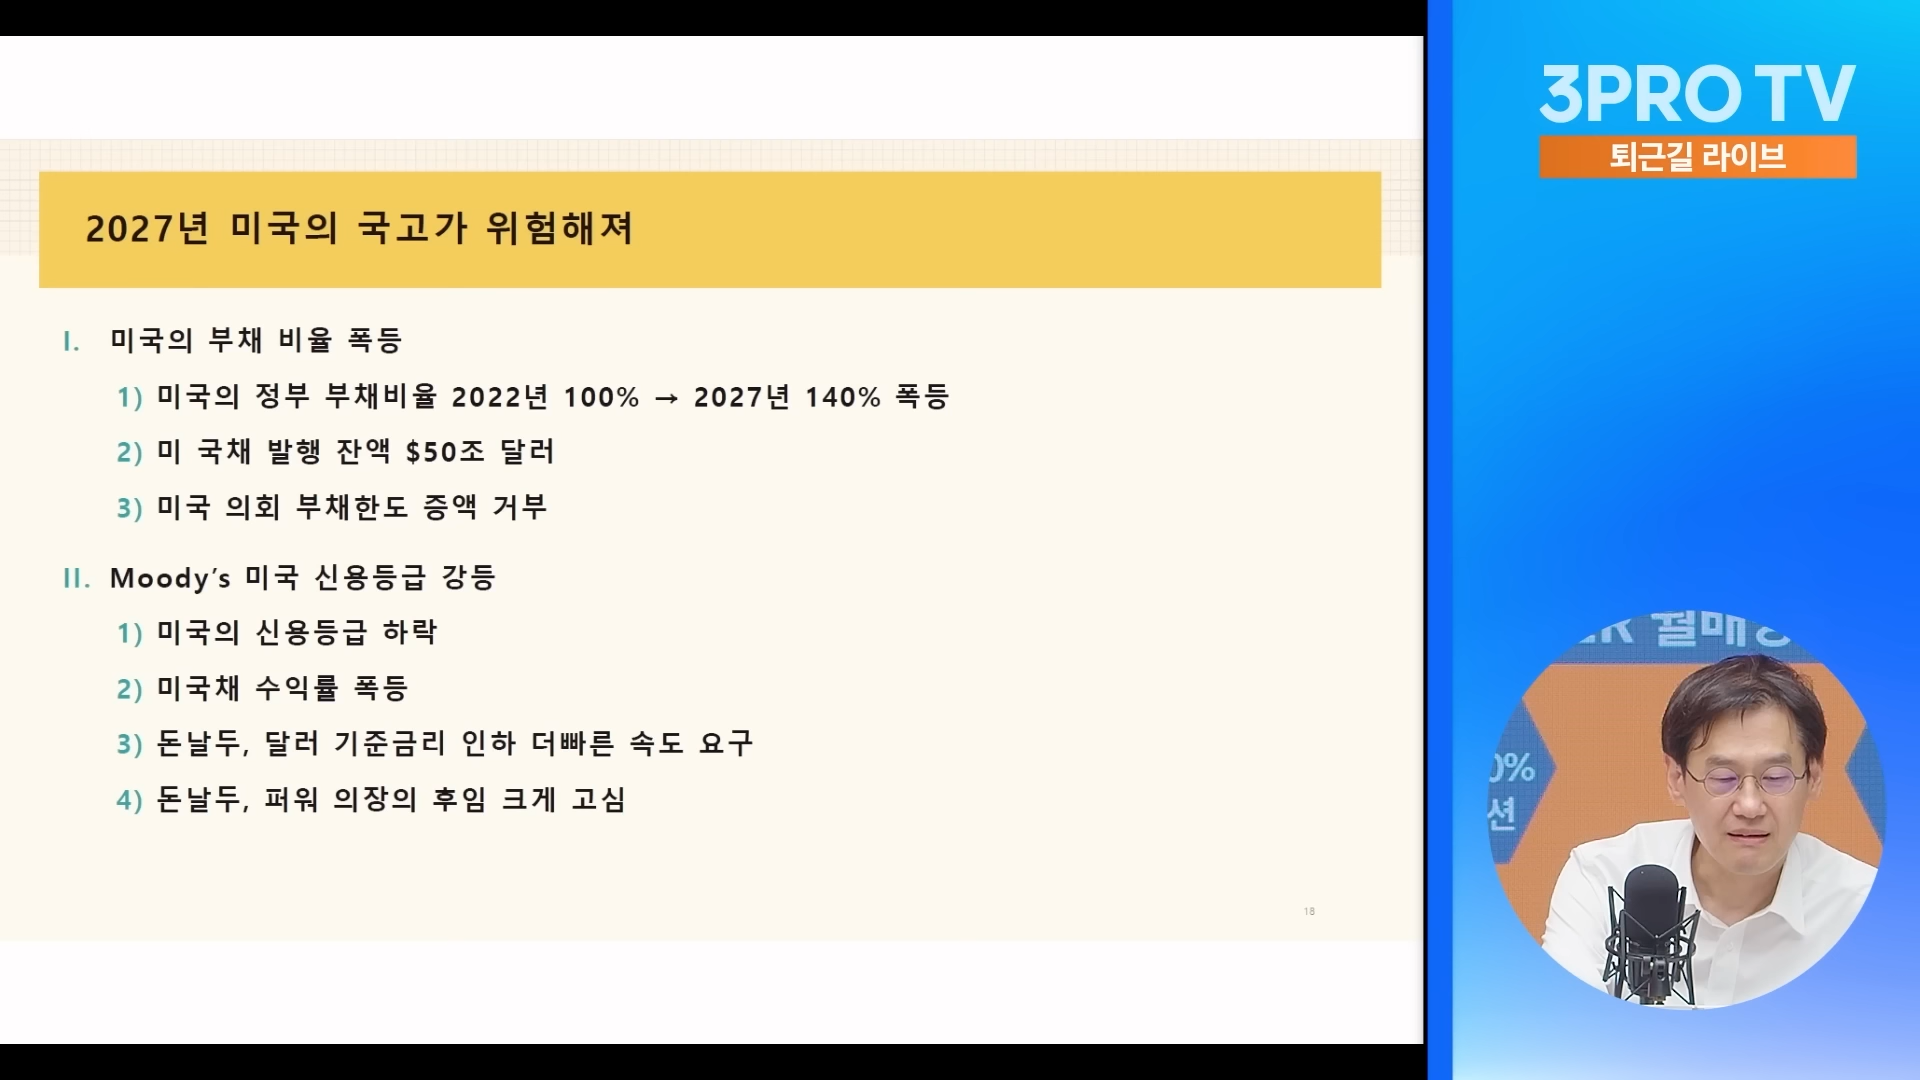 2027년 미국의 국고가 위험해져
I. 미국의 부채 비율 폭등
1) 미국의 정부 부채비율 2022년 100% → 2027년 140% 폭등
2) 미 국채 발행 잔액 $50조 달러
3) 미국 의회 부채한도 증액 거부
II. Moody's 미국 신용등급 강등
1) 미국의 신용등급 하락
2) 미국채 수익률 폭등
3) 돈날두, 달러 기준금리 인하 더빠른 속도 요구
4) 돈날두, 퍼워 의장의 후임 크게 고심
18
3PRO TV
퇴근길 라이브
0%
션